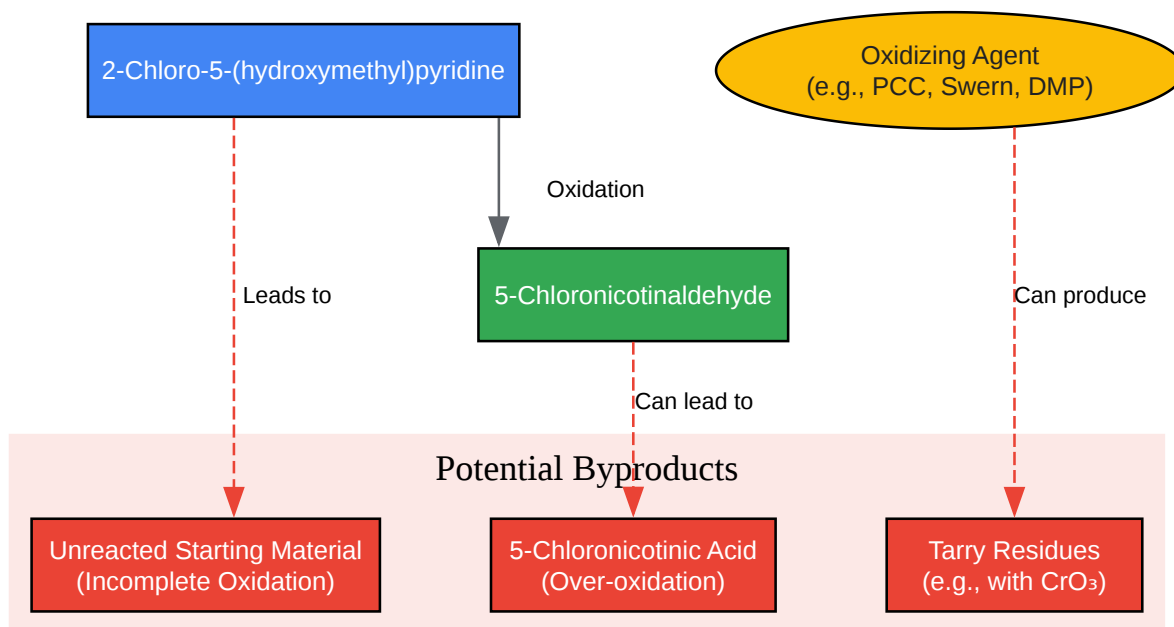 2-Chloro-5-(hydroxymethyl)pyridine
Oxidizing Agent
(e.g., PCC, Swern, DMP)
Oxidation
Leads to
5-Chloronicotinaldehyde
Can produce
Can lead to
Potential Byproducts
Unreacted Starting Material
(Incomplete Oxidation)
5-Chloronicotinic Acid
(Over-oxidation)
Tarry Residues
(e.g., with CrO₃)